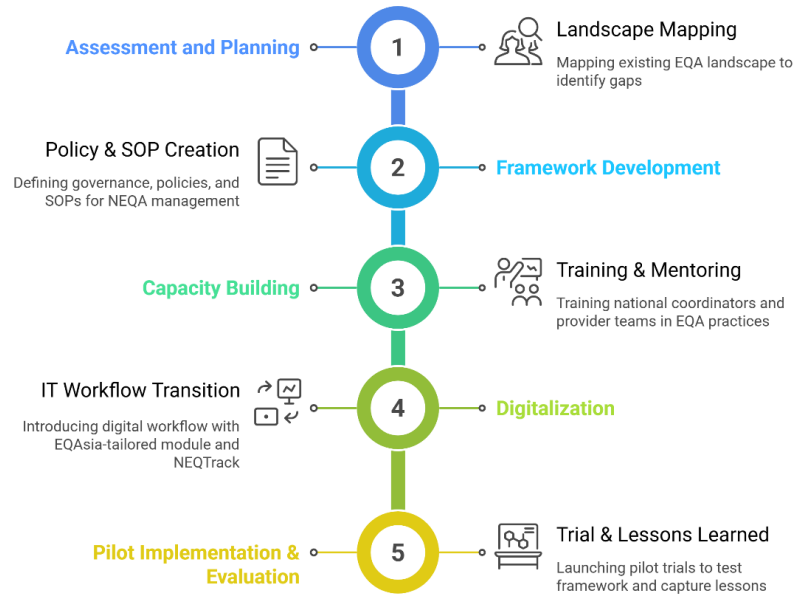 Assessment and Planning
1
Landscape Mapping
Mapping existing EQA landscape to
identify gaps
Policy & SOP Creation
Defining governance, policies, and
SOPs for NEQA management
2
Framework Development
Capacity Building
3
Training & Mentoring
Training national coordinators and
provider teams in EQA practices
IT Workflow Transition
Introducing digital workflow with
EQAsia-tailored module and
NEQTrack
4
Digitalization
Pilot Implementation &
Evaluation
5
Trial & Lessons Learned
Launching pilot trials to test
framework and capture lessons